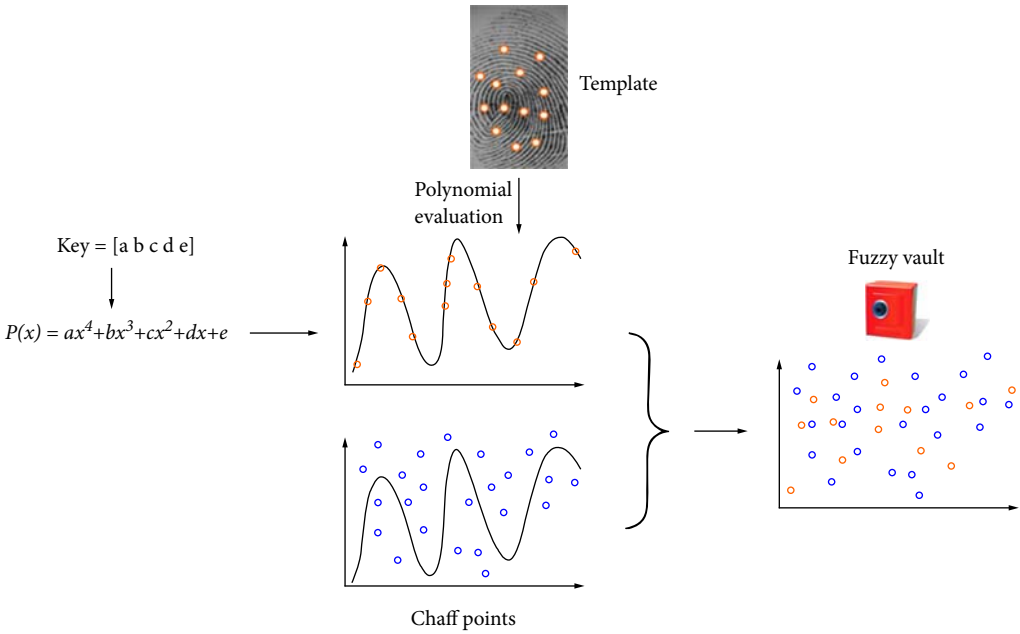 Template
Polynomial
evaluation
Key = [a b c d e]
P(x) = ax⁴+bx³+cx²+dx+e
Fuzzy vault
Chaff points